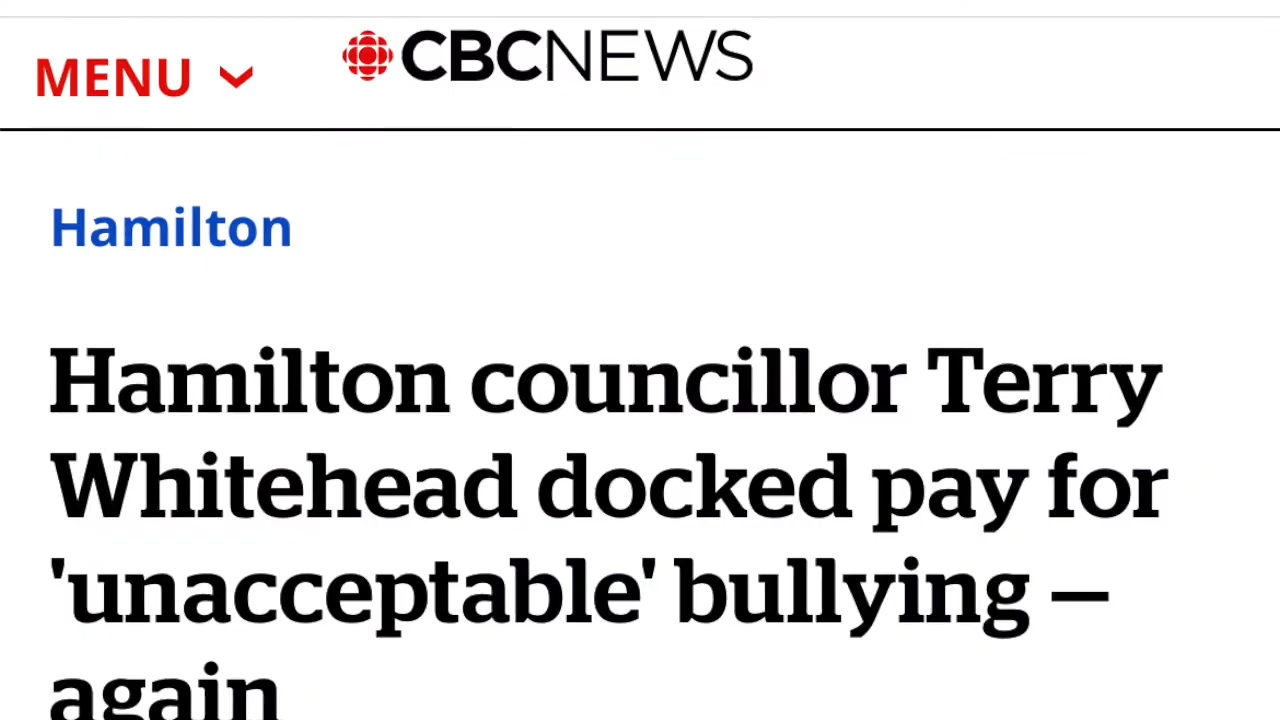 MENU
CBCNEWS
Hamilton
Hamilton councillor Terry
Whitehead docked pay for
'unacceptable' bullying —
again